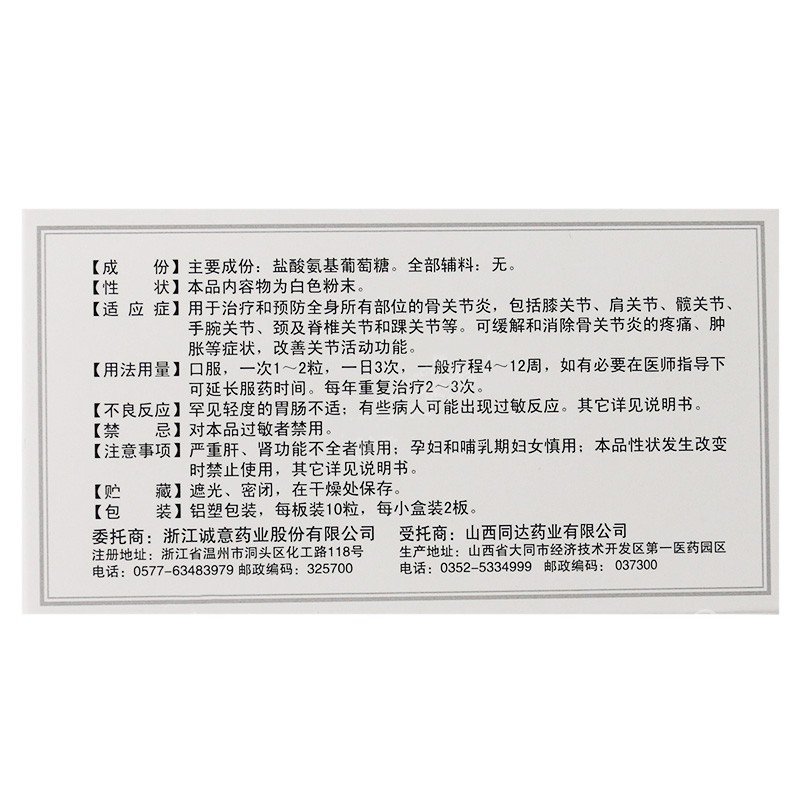 【成　份】主要成份：盐酸氨基葡萄糖。全部辅料：无。
【性　状】本品内容物为白色粉末。
【适 应 症】用于治疗和预防全身所有部位的骨关节炎，包括膝关节、肩关节、髋关节、
手腕关节、颈及脊椎关节和踝关节等。可缓解和消除骨关节炎的疼痛、肿
胀等症状，改善关节活动功能。
【用法用量】口服，一次1～2粒，一日3次，一般疗程4～12周，如有必要在医师指导下
可延长服药时间。每年重复治疗2～3次。
【不良反应】罕见轻度的胃肠不适；有些病人可能出现过敏反应。其它详见说明书。
【禁　忌】对本品过敏者禁用。
【注意事项】严重肝、肾功能不全者慎用；孕妇和哺乳期妇女慎用；本品性状发生改变
时禁止使用，其它详见说明书。
【贮　藏】遮光、密闭，在干燥处保存。
【包　装】铝塑包装，每板装10粒，每小盒装2板。
委托商：浙江诚意药业股份有限公司　受托商：山西同达药业有限公司
注册地址：浙江省温州市洞头区化工路118号　生产地址：山西省大同市经济技术开发区第一医药园区
电话：0577-63483979 邮政编码：325700　电话：0352-5334999　邮政编码：037300